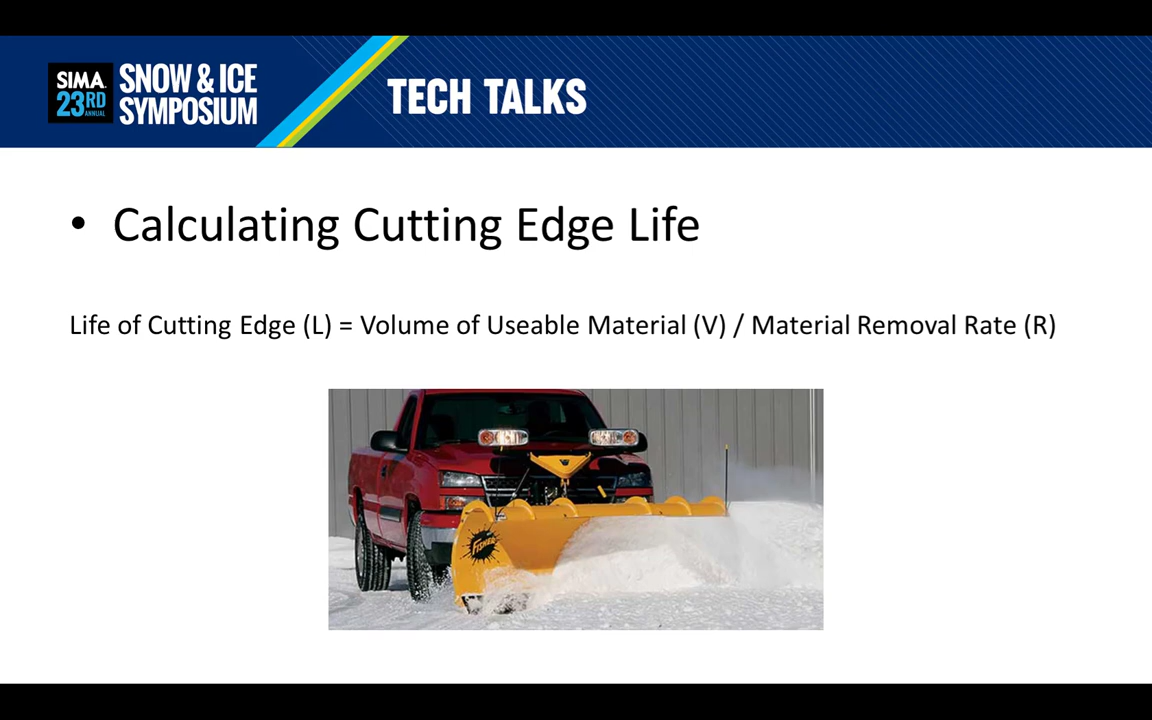 SIMA
23RD
ANNUAL
SNOW & ICE
SYMPOSIUM
TECH TALKS
• Calculating Cutting Edge Life
Life of Cutting Edge (L) = Volume of Useable Material (V) / Material Removal Rate (R)
FISHER